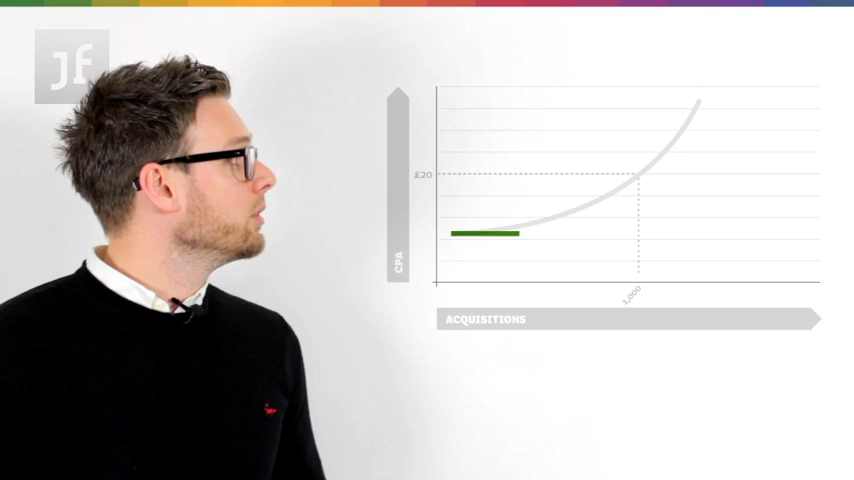 jf
£20
CPA
1,000
ACQUISITIONS